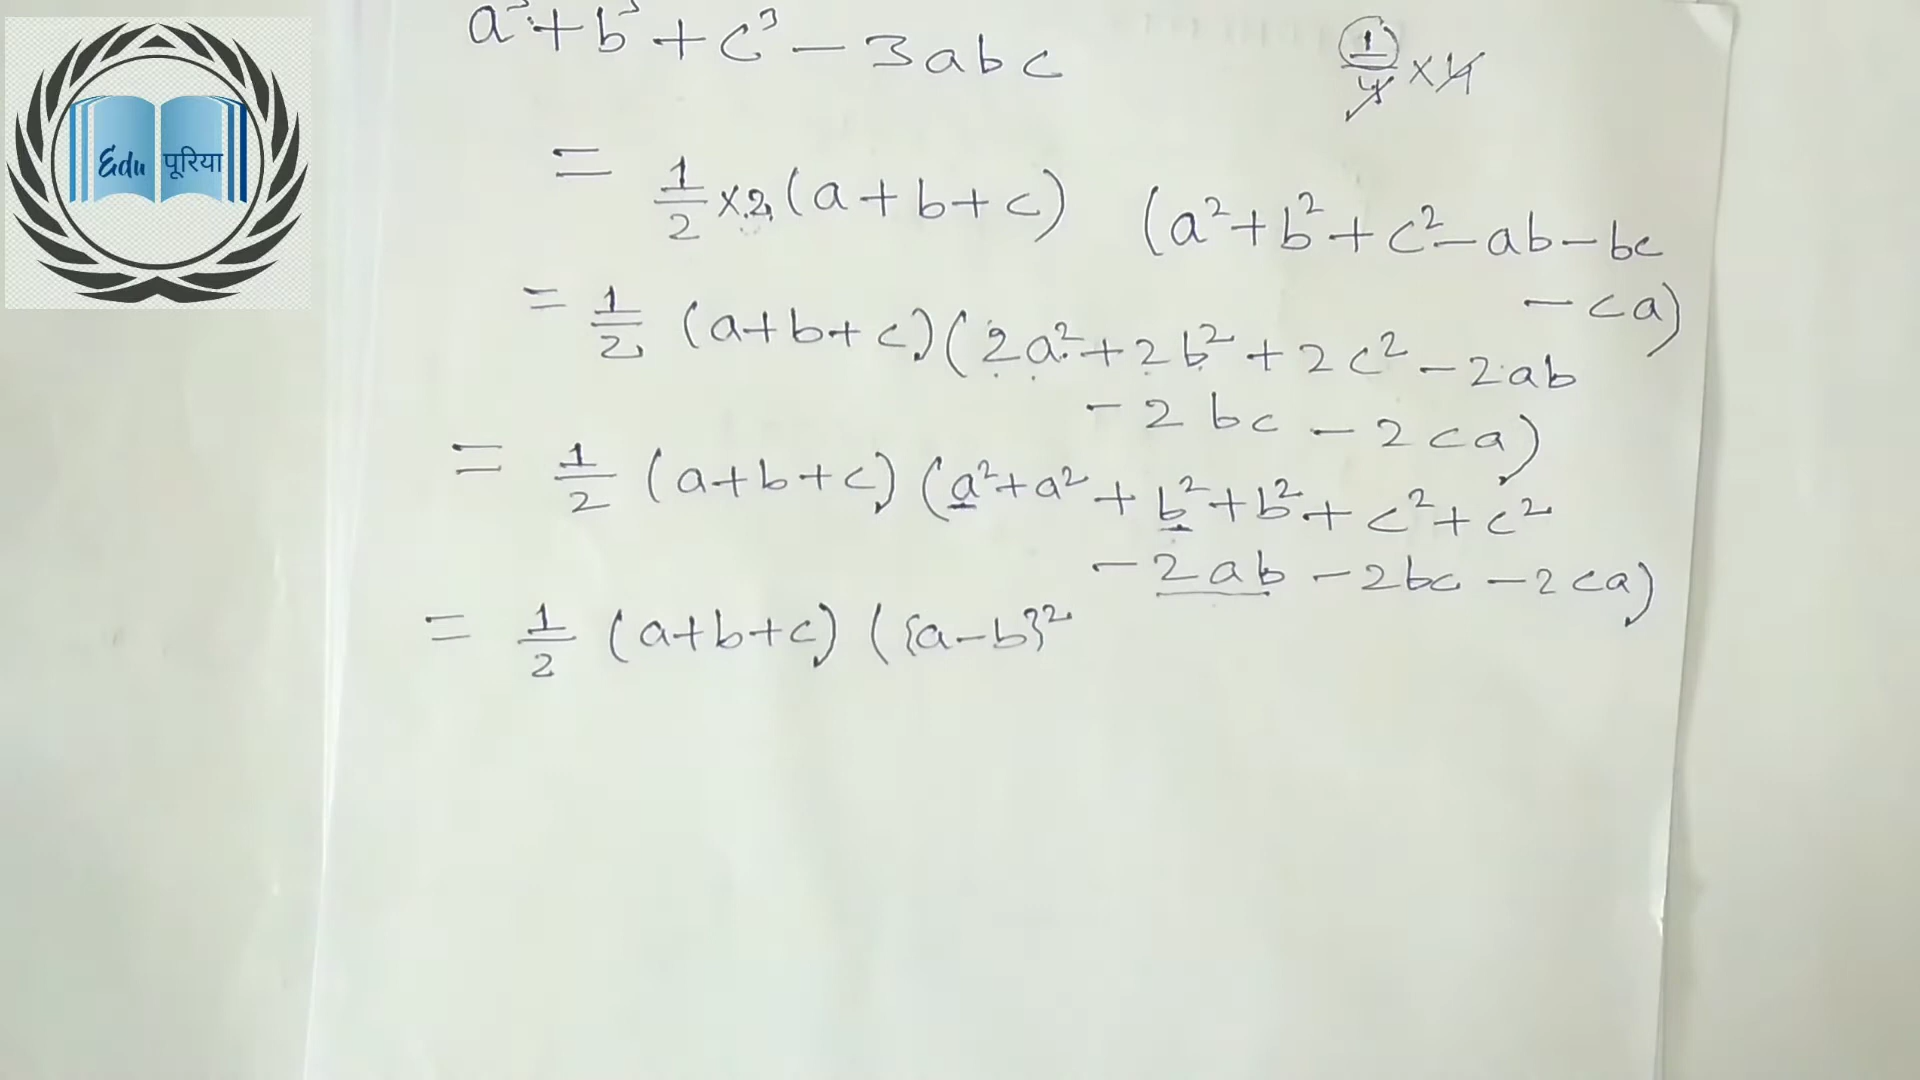 Edu पूरिया
a³ + b³ + c³ - 3abc
1/4 × 4
= 1/2 × 2 (a+b+c) (a²+b²+c²-ab-bc
-ca)
= 1/2 (a+b+c)(2a²+2b²+2c²-2ab
-2bc-2ca)
= 1/2 (a+b+c) (a²+a²+b²+b²+c²+c²
-2ab-2bc-2ca)
= 1/2 (a+b+c) ({a-b}²